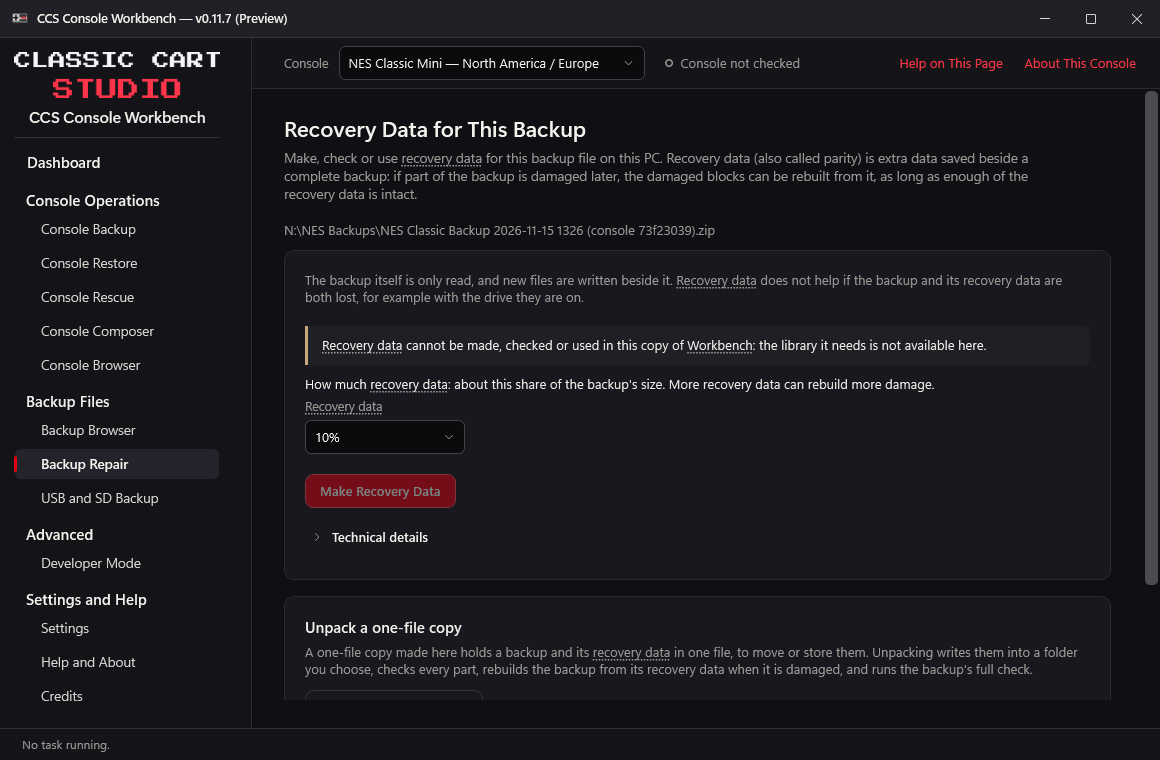 CCS Console Workbench — v0.11.7 (Preview)
CLASSIC CART
STUDIO
CCS Console Workbench
Console
NES Classic Mini — North America / Europe
Console not checked
Help on This Page
About This Console
Dashboard
Console Operations
Console Backup
Console Restore
Console Rescue
Console Composer
Console Browser
Backup Files
Backup Browser
Backup Repair
USB and SD Backup
Advanced
Developer Mode
Settings and Help
Settings
Help and About
Credits
Recovery Data for This Backup
Make, check or use recovery data for this backup file on this PC. Recovery data (also called parity) is extra data saved beside a
complete backup: if part of the backup is damaged later, the damaged blocks can be rebuilt from it, as long as enough of the
recovery data is intact.
N:\NES Backups\NES Classic Backup 2026-11-15 1326 (console 73f23039).zip
The backup itself is only read, and new files are written beside it. Recovery data does not help if the backup and its recovery data are
both lost, for example with the drive they are on.
Recovery data cannot be made, checked or used in this copy of Workbench: the library it needs is not available here.
How much recovery data: about this share of the backup's size. More recovery data can rebuild more damage.
Recovery data
10%
Make Recovery Data
Technical details
Unpack a one-file copy
A one-file copy made here holds a backup and its recovery data in one file, to move or store them. Unpacking writes them into a folder
you choose, checks every part, rebuilds the backup from its recovery data when it is damaged, and runs the backup's full check.
No task running.